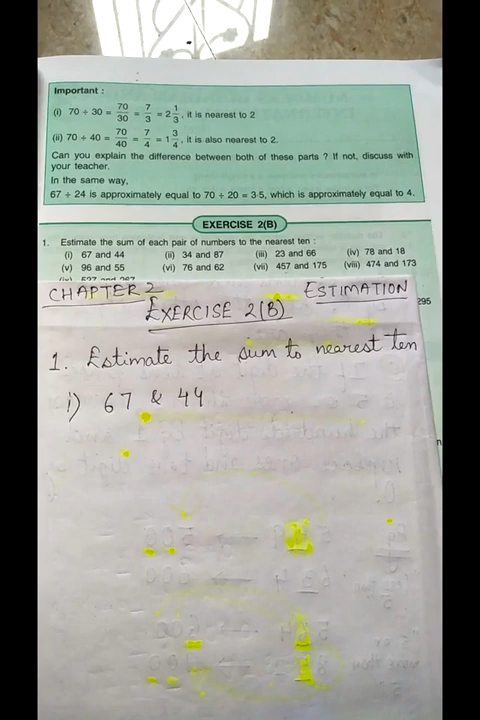 Important :
(i) 70 ÷ 30 = 70/30 = 7/3 = 2 1/3, it is nearest to 2
(ii) 70 ÷ 40 = 70/40 = 7/4 = 1 3/4, it is also nearest to 2.
Can you explain the difference between both of these parts ? If not, discuss with
your teacher.
In the same way,
67 ÷ 24 is approximately equal to 70 ÷ 20 = 3·5, which is approximately equal to 4.
EXERCISE 2(B)
1. Estimate the sum of each pair of numbers to the nearest ten :
(i) 67 and 44 (ii) 34 and 87 (iii) 23 and 66 (iv) 78 and 18
(v) 96 and 55 (vi) 76 and 62 (vii) 457 and 175 (viii) 474 and 173
295
CHAPTER 2 ESTIMATION
EXERCISE 2(B)
1. Estimate the sum to nearest ten
i) 67 & 44